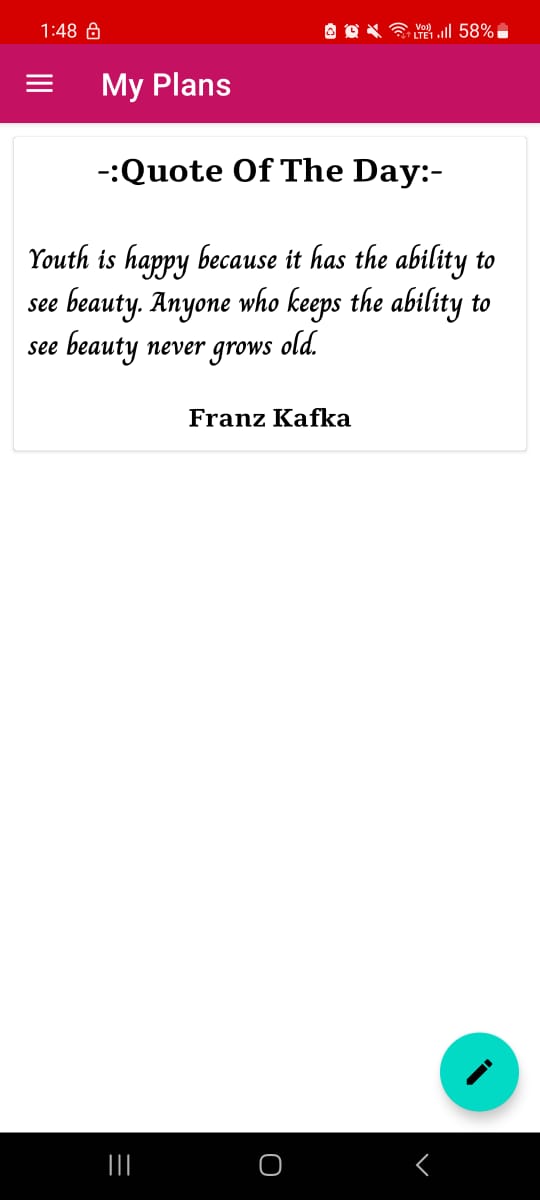 1:48
Vo))
LTE1
58%
My Plans
-:Quote Of The Day:-
Youth is happy because it has the ability to
see beauty. Anyone who keeps the ability to
see beauty never grows old.
Franz Kafka